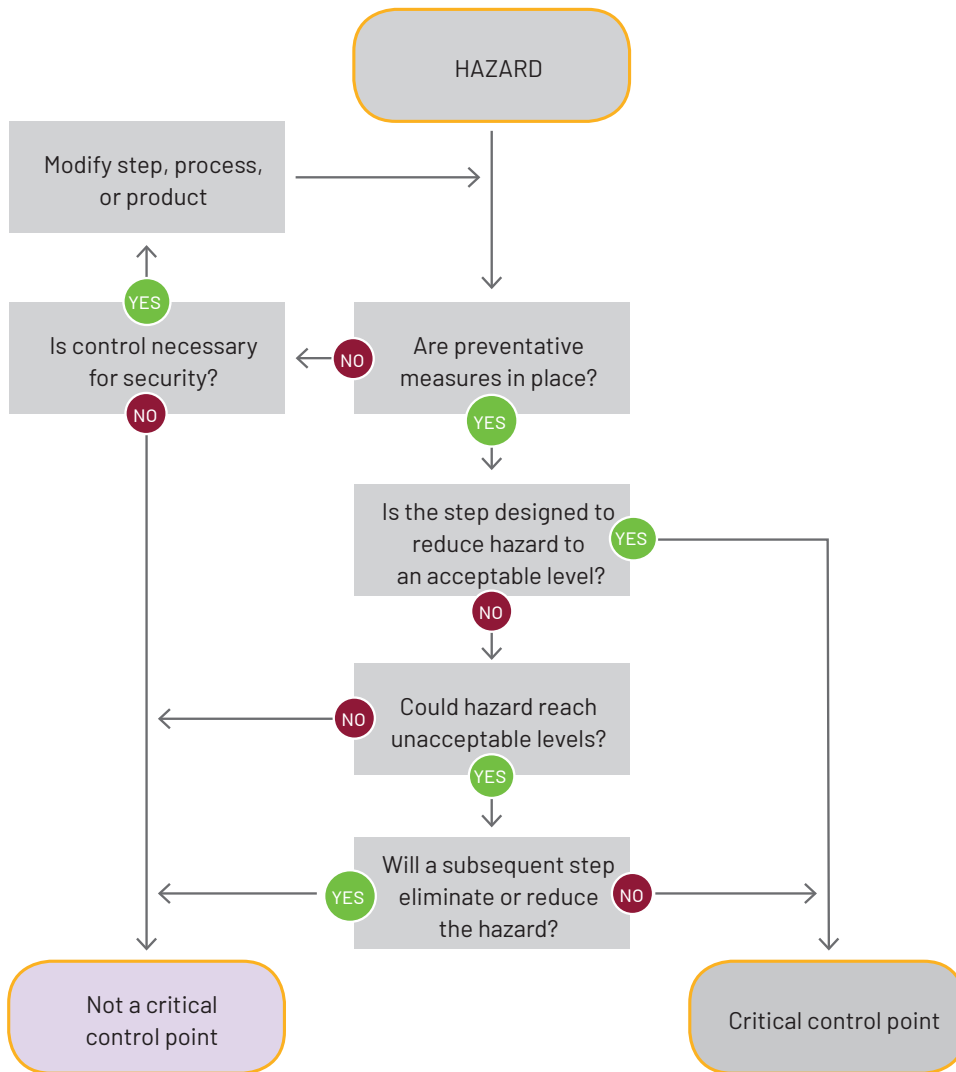 HAZARD
Modify step, process,
or product
YES
Is control necessary
for security?
NO
NO
Are preventative
measures in place?
YES
Is the step designed to
reduce hazard to
an acceptable level?
YES
NO
NO
Could hazard reach
unacceptable levels?
YES
YES
Will a subsequent step
eliminate or reduce
the hazard?
NO
Not a critical
control point
Critical control point